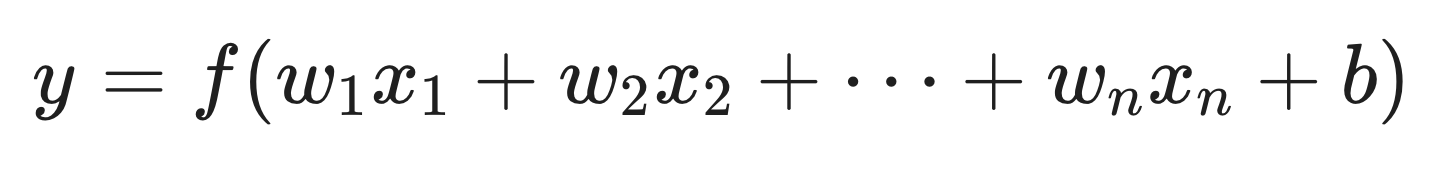 y = f(w₁x₁ + w₂x₂ + ⋯ + wₙxₙ + b)